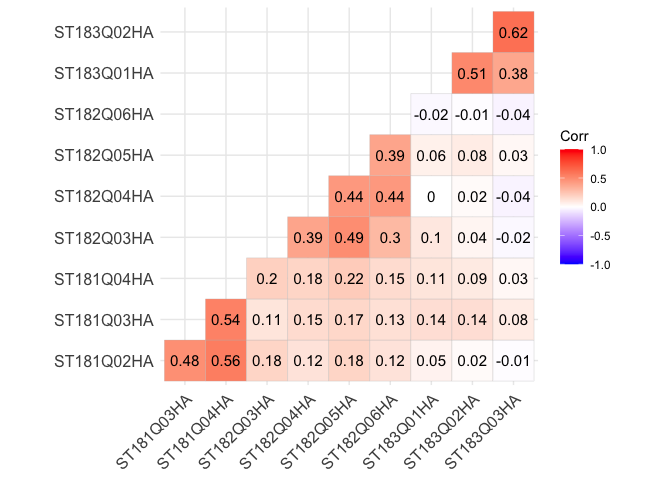 ST183Q02HA 0.62
ST183Q01HA 0.51 0.38
ST182Q06HA -0.02 -0.01 -0.04
ST182Q05HA 0.39 0.06 0.08 0.03
ST182Q04HA 0.44 0.44 0 0.02 -0.04
ST182Q03HA 0.39 0.49 0.3 0.1 0.04 -0.02
ST181Q04HA 0.2 0.18 0.22 0.15 0.11 0.09 0.03
ST181Q03HA 0.54 0.11 0.15 0.17 0.13 0.14 0.14 0.08
ST181Q02HA 0.48 0.56 0.18 0.12 0.18 0.12 0.05 0.02 -0.01
ST181Q03HA
ST181Q04HA
ST182Q03HA
ST182Q04HA
ST182Q05HA
ST182Q06HA
ST183Q01HA
ST183Q02HA
ST183Q03HA
Corr
1.0
0.5
0.0
-0.5
-1.0